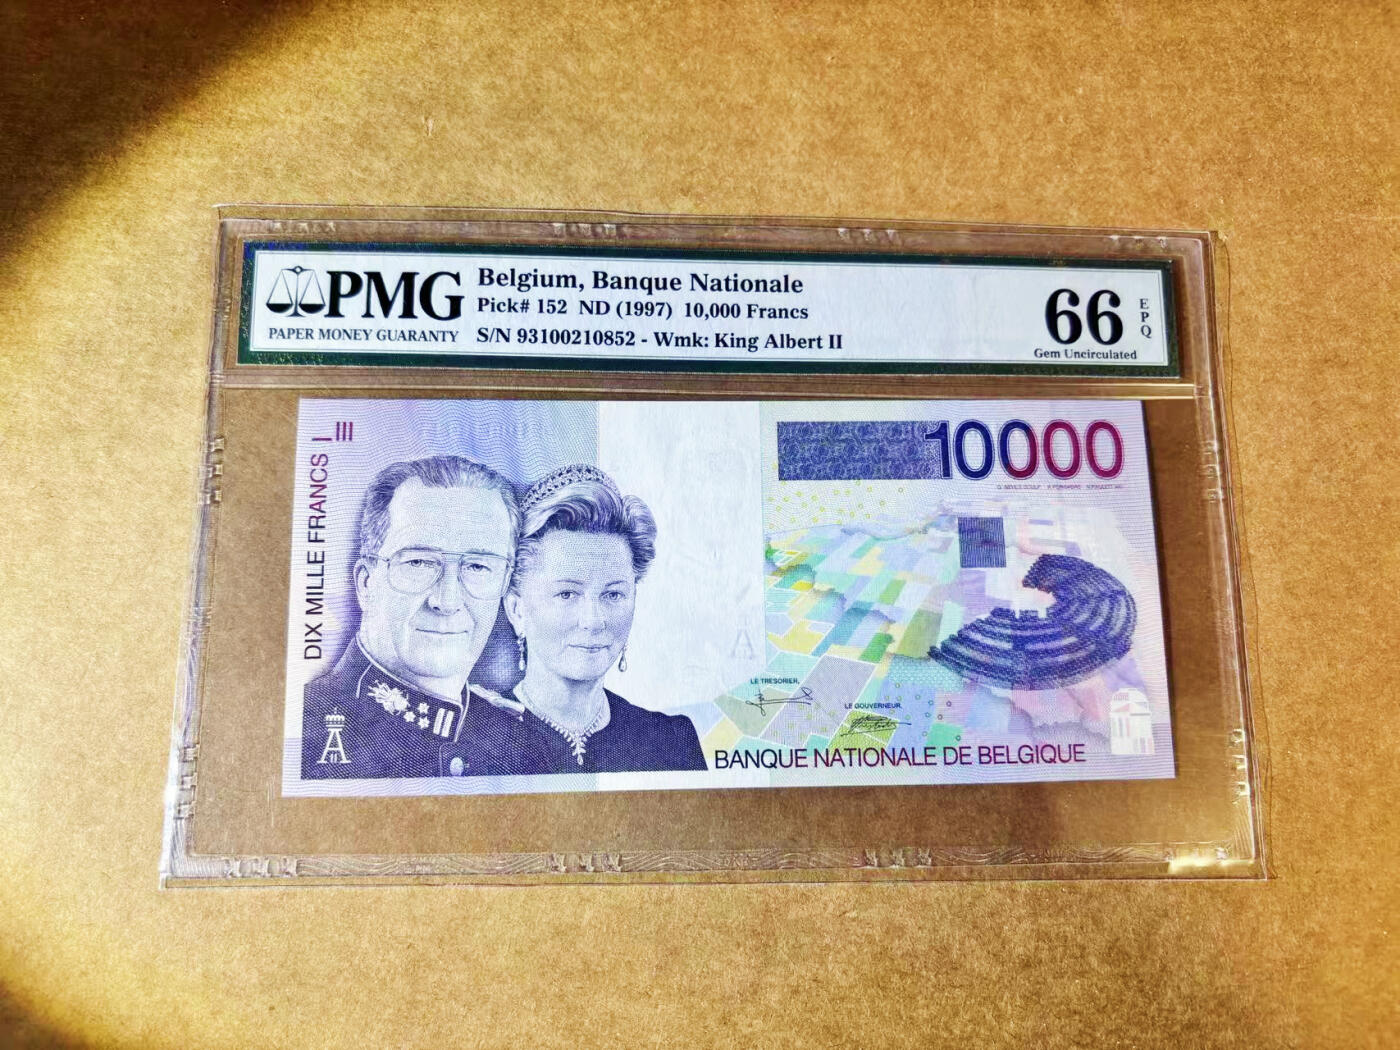 PMG
PAPER MONEY GUARANTY
Belgium, Banque Nationale
Pick# 152 ND (1997) 10,000 Francs
S/N 93100210852 - Wmk: King Albert II
66
EPQ
Gem Uncirculated
DIX MILLE FRANCS
10000
LE TRESORIER,
LE GOUVERNEUR,
A
II
BANQUE NATIONALE DE BELGIQUE